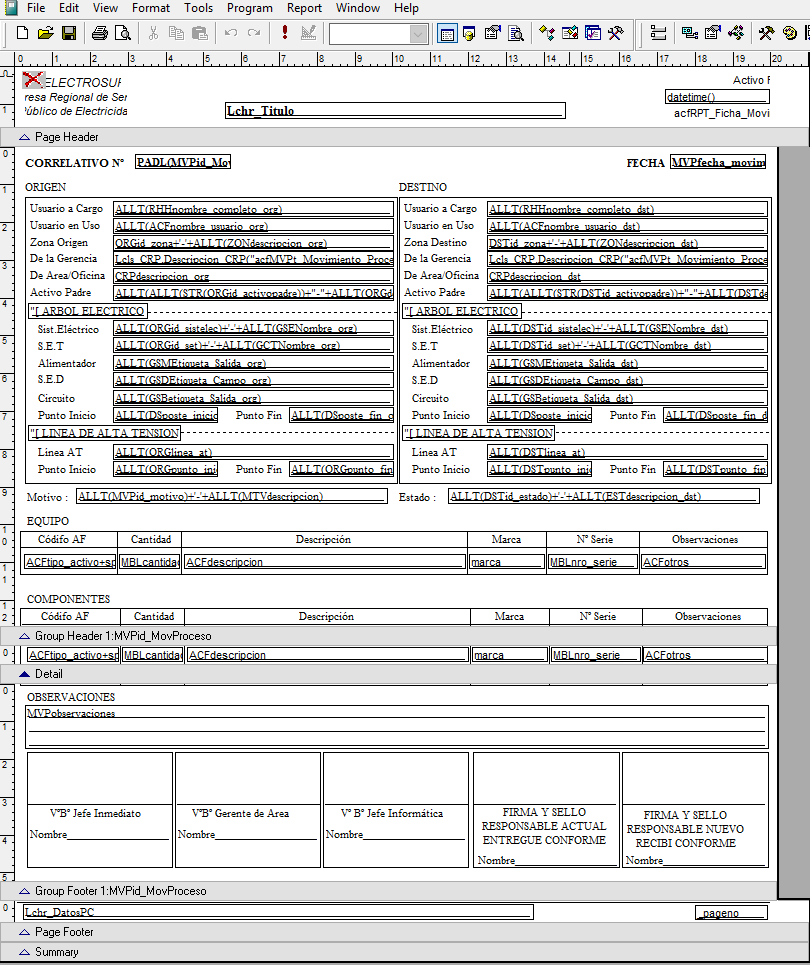 File Edit View Format Tools Program Report Window Help
0 1 2 3 4 5 6 7 8 9 10 11 12 13 14 15 16 17 18 19 20
ELECTROSUR
resa Regional de Ser
público de Electricida
Lchr_Titulo
Activo F
datetime()
acfRPT_Ficha_Movi
Page Header
CORRELATIVO Nº PADL(MVPid_Mov FECHA MVPfecha_movim
ORIGEN DESTINO
Usuario a Cargo ALLT(RHHnombre_completo_org) Usuario a Cargo ALLT(RHHnombre_completo_dst)
Usuario en Uso ALLT(ACFnombre_usuario_org) Usuario en Uso ALLT(ACFnombre_usuario_dst)
Zona Origen ORGid_zona+'-'+ALLT(ZONdescripcion_org) Zona Destino DSTid_zona+'-'+ALLT(ZONdescripcion_dst)
De la Gerencia Lcls_CRP.Descripcion_CRP("acfMVPt_Movimiento_Proce De la Gerencia Lcls_CRP.Descripcion_CRP("acfMVPt_Movimiento_Proce
De Area/Oficina CRPdescripcion_org De Area/Oficina CRPdescripcion_dst
Activo Padre ALLT(ALLT(STR(ORGid_activopadre))+"-"+ALLT(ORGd Activo Padre ALLT(ALLT(STR(DSTid_activopadre))+"-"+ALLT(DSTde
"[ ARBOL ELECTRICO "[ ARBOL ELECTRICO
Sist.Eléctrico ALLT(ORGid_sistelec)+'-'+ALLT(GSENombre_org) Sist.Eléctrico ALLT(DSTid_sistelec)+'-'+ALLT(GSENombre_dst)
S.E.T ALLT(ORGid_set)+'-'+ALLT(GCTNombre_org) S.E.T ALLT(DSTid_set)+'-'+ALLT(GCTNombre_dst)
Alimentador ALLT(GSMEtiqueta_Salida_org) Alimentador ALLT(GSMEtiqueta_Salida_dst)
S.E.D ALLT(GSDEtiqueta_Campo_org) S.E.D ALLT(GSDEtiqueta_Campo_dst)
Circuito ALLT(GSBetiqueta_Salida_org) Circuito ALLT(GSBetiqueta_Salida_dst)
Punto Inicio ALLT(DSposte_inicio Punto Fin ALLT(DSposte_fin_o Punto Inicio ALLT(DSposte_inicio Punto Fin ALLT(DSposte_fin_d
"[ LINEA DE ALTA TENSION "[ LINEA DE ALTA TENSION
Linea AT ALLT(ORGlinea_at) Linea AT ALLT(DSTlinea_at)
Punto Inicio ALLT(ORGpunto_ini Punto Fin ALLT(ORGpunto_fin Punto Inicio ALLT(DSTpunto_ini Punto Fin ALLT(DSTpunto_fin
Motivo : ALLT(MVPid_motivo)+'-'+ALLT(MTVdescripcion) Estado : ALLT(DSTid_estado)+'-'+ALLT(ESTdescripcion_dst)
EQUIPO
Códifo AF Cantidad Descripción Marca Nº Serie Observaciones
ACFtipo_activo+sp MBLcantidad ACFdescripcion marca MBLnro_serie ACFotros
COMPONENTES
Códifo AF Cantidad Descripción Marca Nº Serie Observaciones
Group Header 1:MVPid_MovProceso
ACFtipo_activo+sp MBLcantidad ACFdescripcion marca MBLnro_serie ACFotros
Detail
OBSERVACIONES
MVPobservaciones
VºBº Jefe Inmediato VºBº Gerente de Area Vº Bº Jefe Informática
Nombre Nombre Nombre
FIRMA Y SELLO
RESPONSABLE ACTUAL
ENTREGUE CONFORME
Nombre
FIRMA Y SELLO
RESPONSABLE NUEVO
RECIBI CONFORME
Nombre
Group Footer 1:MVPid_MovProceso
Lchr_DatosPC _pageno
Page Footer
Summary